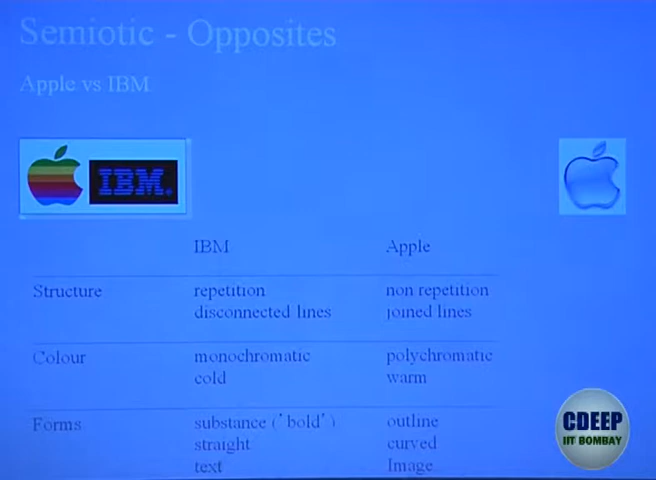 Semiotic - Opposites
Apple vs IBM
IBM.
IBM Apple
Structure repetition non repetition
disconnected lines joined lines
Colour monochromatic polychromatic
cold warm
Forms substance ('bold') outline
straight curved
text Image
CDEEP
IIT BOMBAY